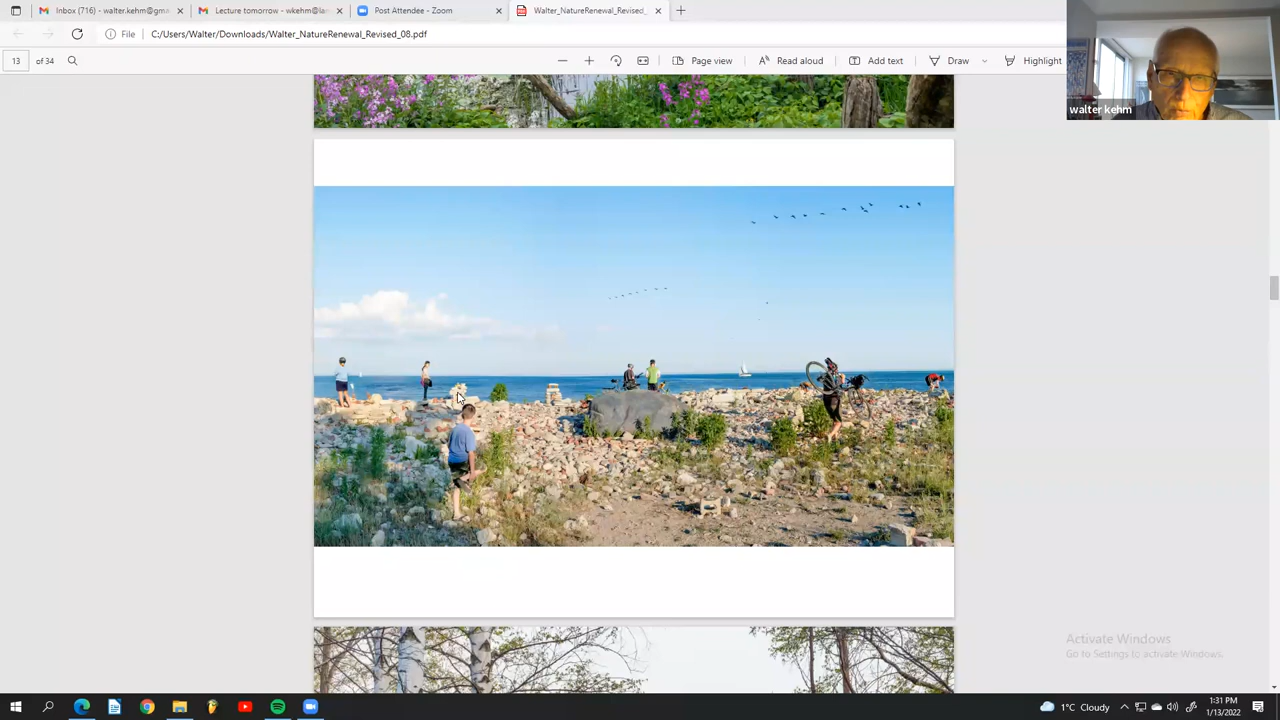 Inbox (716) - walter.kehm@gma
Lecture tomorrow - wkehm@lan
Post Attendee - Zoom
Walter_NatureRenewal_Revised_
File
C:/Users/Walter/Downloads/Walter_NatureRenewal_Revised_08.pdf
13 of 34
Page view
Read aloud
Add text
Draw
Highlight
walter kehm
Activate Windows
Go to Settings to activate Windows.
1°C Cloudy
1:31 PM
1/13/2022